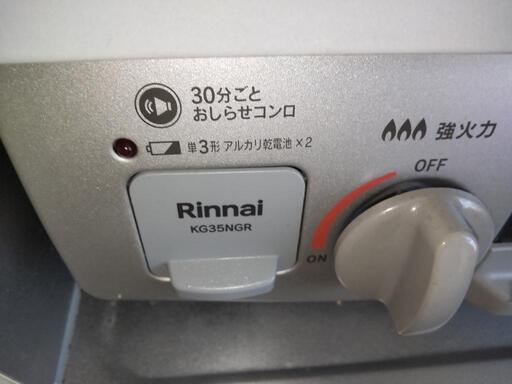 30分ごと
おしらせコンロ
単3形 アルカリ乾電池×2
強火力
OFF
Rinnai
KG35NGR
ON